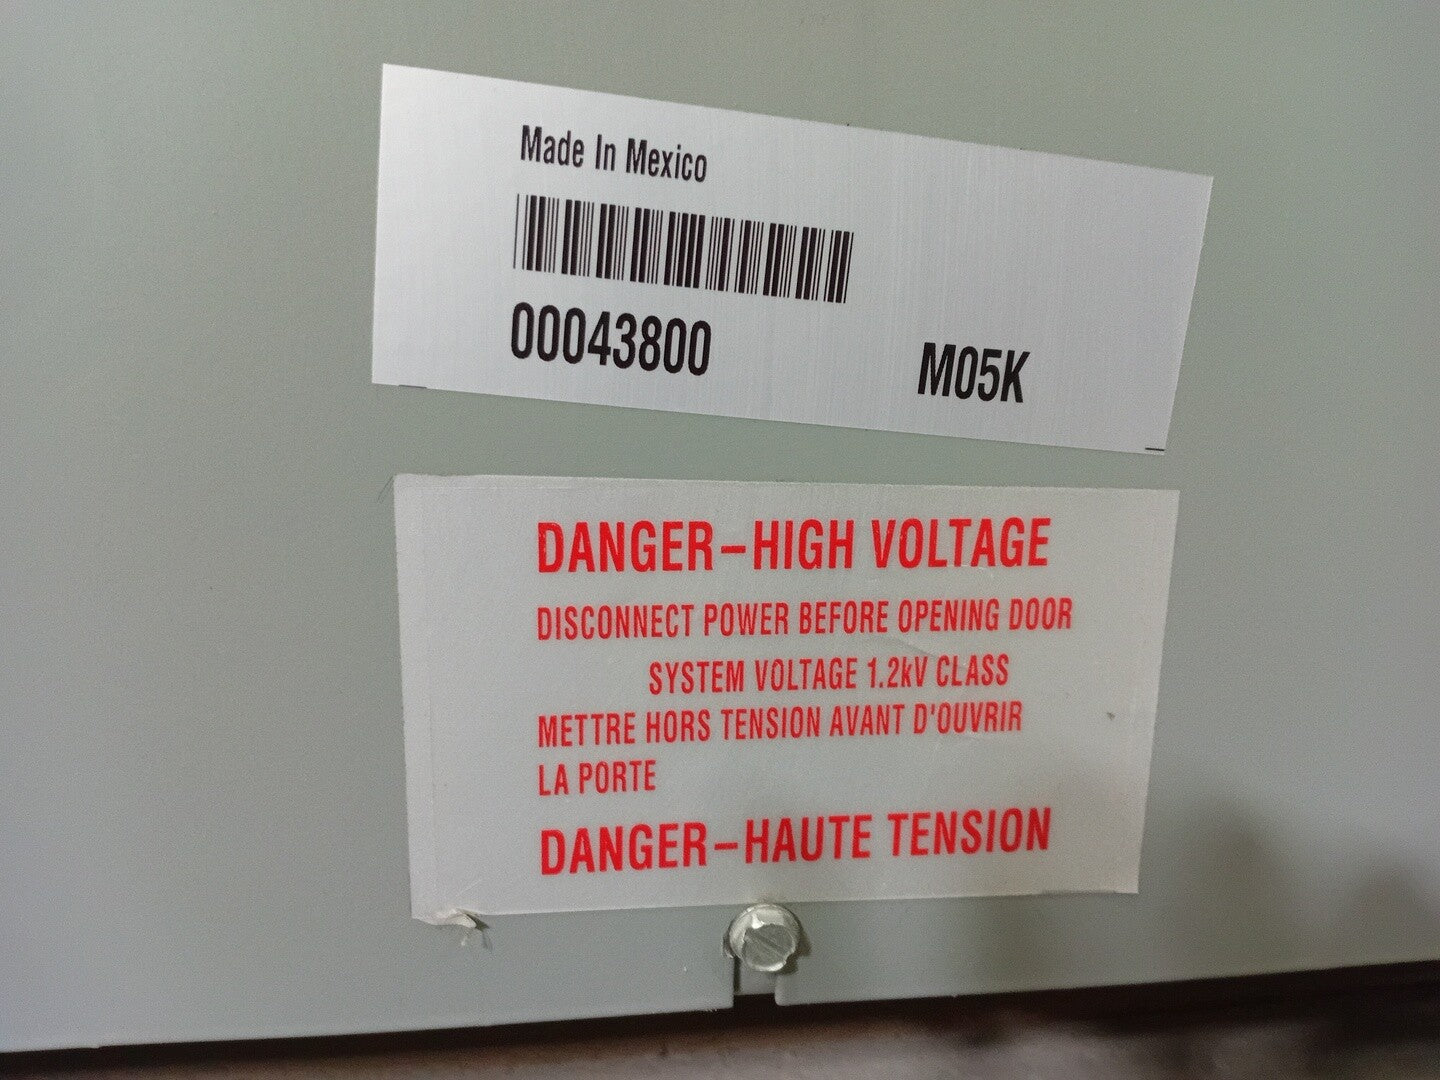 Made In Mexico
00043800 M05K
DANGER–HIGH VOLTAGE
DISCONNECT POWER BEFORE OPENING DOOR
SYSTEM VOLTAGE 1.2kV CLASS
METTRE HORS TENSION AVANT D'OUVRIR
LA PORTE
DANGER–HAUTE TENSION